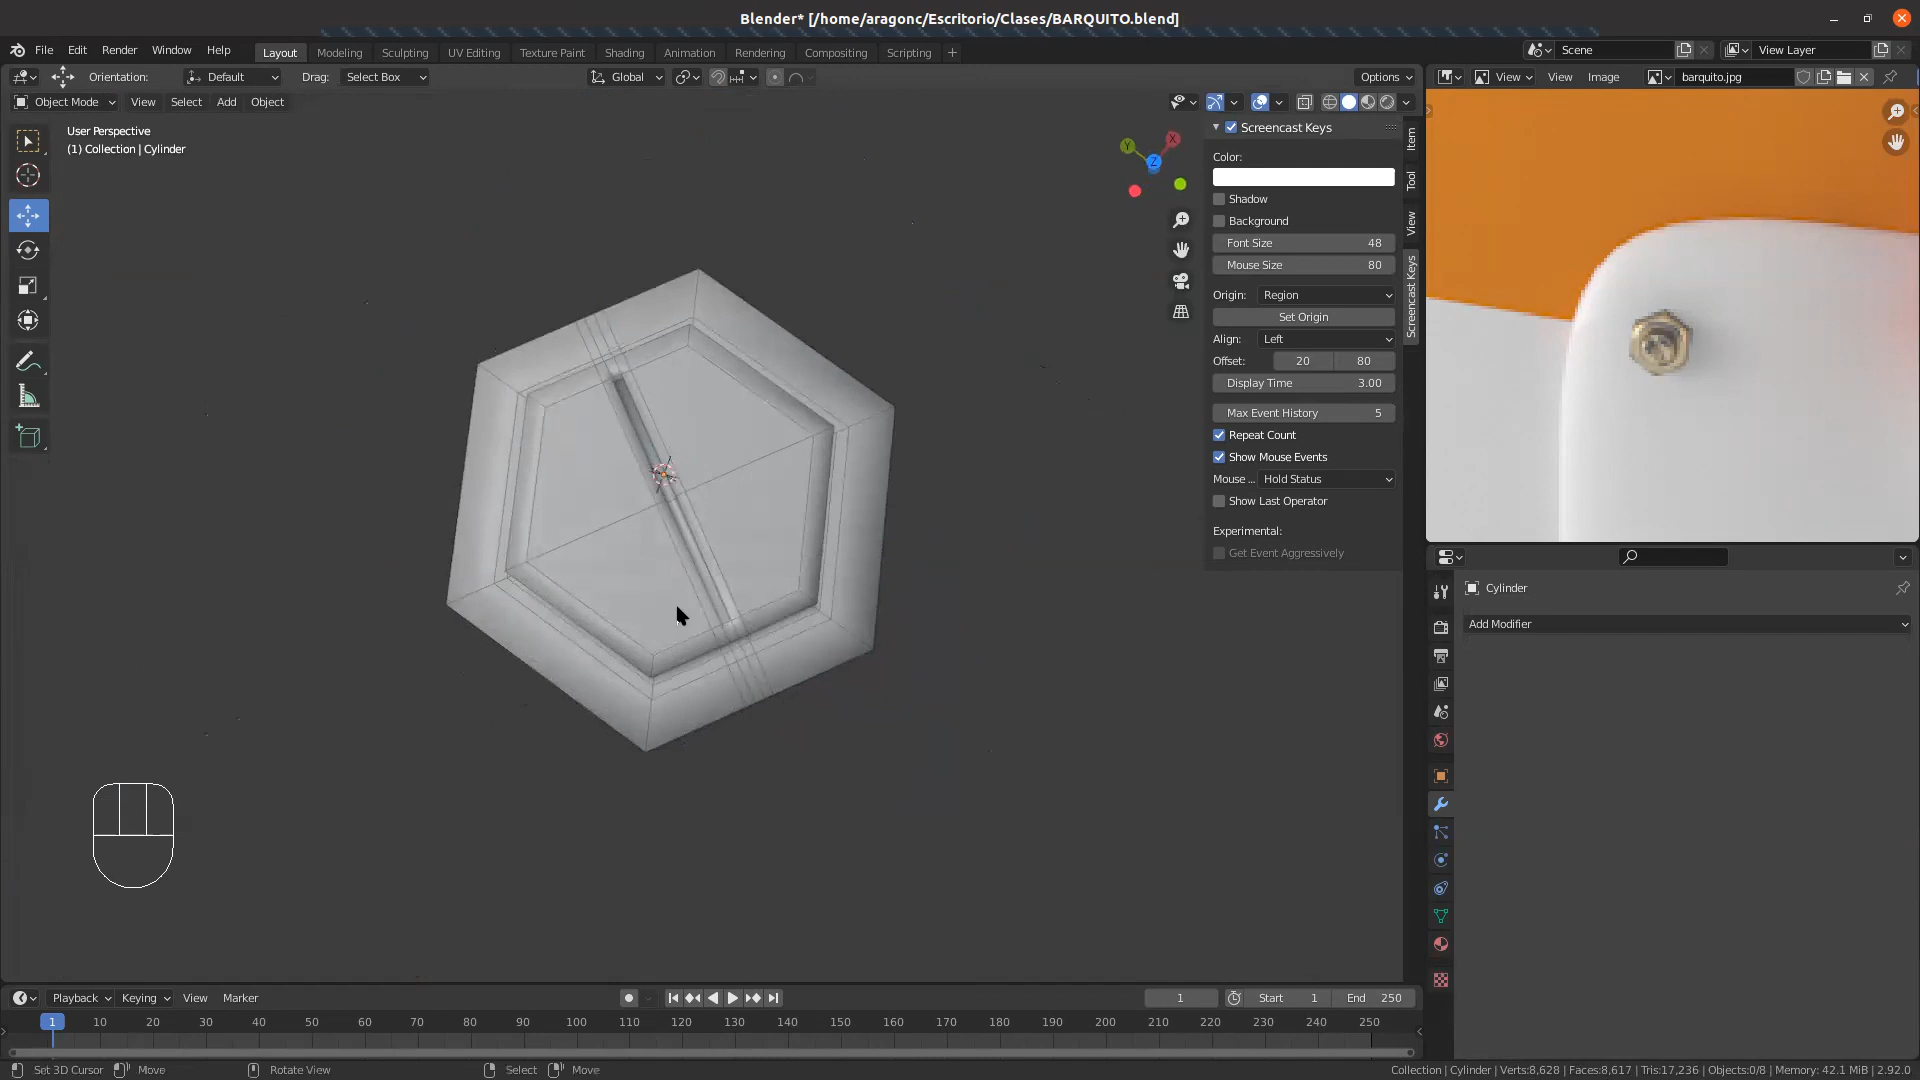 Blender* [/home/aragonc/Escritorio/Clases/BARQUITO.blend]
File Edit Render Window Help Layout Modeling Sculpting UV Editing Texture Paint Shading Animation Rendering Compositing Scripting + Scene View Layer
Orientation: Default Drag: Select Box Global Options View View Image barquito.jpg
Object Mode View Select Add Object
User Perspective
(1) Collection | Cylinder
X
Y
Z
Screencast Keys
Color:
Shadow
Background
Font Size 48
Mouse Size 80
Origin: Region
Set Origin
Align: Left
Offset: 20 80
Display Time 3.00
Max Event History 5
Repeat Count
Show Mouse Events
Mouse ... Hold Status
Show Last Operator
Experimental:
Get Event Aggressively
Item
Tool
View
Screencast Keys
Cylinder
Add Modifier
Playback Keying View Marker 1 Start 1 End 250
1 10 20 30 40 50 60 70 80 90 100 110 120 130 140 150 160 170 180 190 200 210 220 230 240 250
Set 3D Cursor Move Rotate View Select Move Collection | Cylinder | Verts:8,628 | Faces:8,617 | Tris:17,236 | Objects:0/8 | Memory: 42.1 MiB | 2.92.0